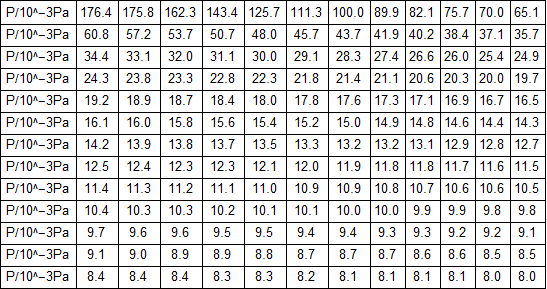 P/10^−3Pa 176.4 175.8 162.3 143.4 125.7 111.3 100.0 89.9 82.1 75.7 70.0 65.1
P/10^−3Pa 60.8 57.2 53.7 50.7 48.0 45.7 43.7 41.9 40.2 38.4 37.1 35.7
P/10^−3Pa 34.4 33.1 32.0 31.1 30.0 29.1 28.3 27.4 26.6 26.0 25.4 24.9
P/10^−3Pa 24.3 23.8 23.3 22.8 22.3 21.8 21.4 21.1 20.6 20.3 20.0 19.7
P/10^−3Pa 19.2 18.9 18.7 18.4 18.0 17.8 17.6 17.3 17.1 16.9 16.7 16.5
P/10^−3Pa 16.1 16.0 15.8 15.6 15.4 15.2 15.0 14.9 14.8 14.6 14.4 14.3
P/10^−3Pa 14.2 13.9 13.8 13.7 13.5 13.3 13.2 13.2 13.1 12.9 12.8 12.7
P/10^−3Pa 12.5 12.4 12.3 12.3 12.1 12.0 11.9 11.8 11.8 11.7 11.6 11.5
P/10^−3Pa 11.4 11.3 11.2 11.1 11.0 10.9 10.9 10.8 10.7 10.6 10.6 10.5
P/10^−3Pa 10.4 10.3 10.3 10.2 10.1 10.1 10.0 10.0 9.9 9.9 9.8 9.8
P/10^−3Pa 9.7 9.6 9.6 9.5 9.5 9.4 9.4 9.3 9.3 9.2 9.2 9.1
P/10^−3Pa 9.1 9.0 8.9 8.9 8.8 8.7 8.7 8.7 8.6 8.6 8.5 8.5
P/10^−3Pa 8.4 8.4 8.4 8.3 8.3 8.2 8.1 8.1 8.1 8.1 8.0 8.0